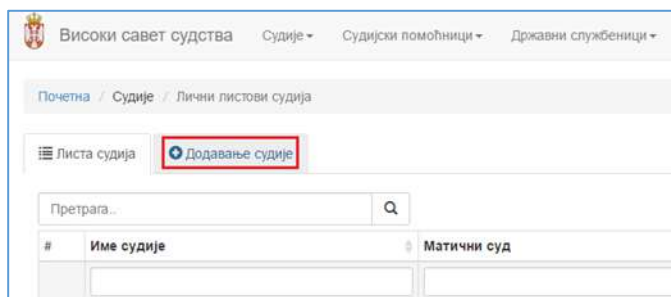 Високи савет судства Судије Судијски помоћници Државни службеници
Почетна / Судије / Лични листови судија
Листа судија Додавање судије
Претрага..
# Име судије Матични суд